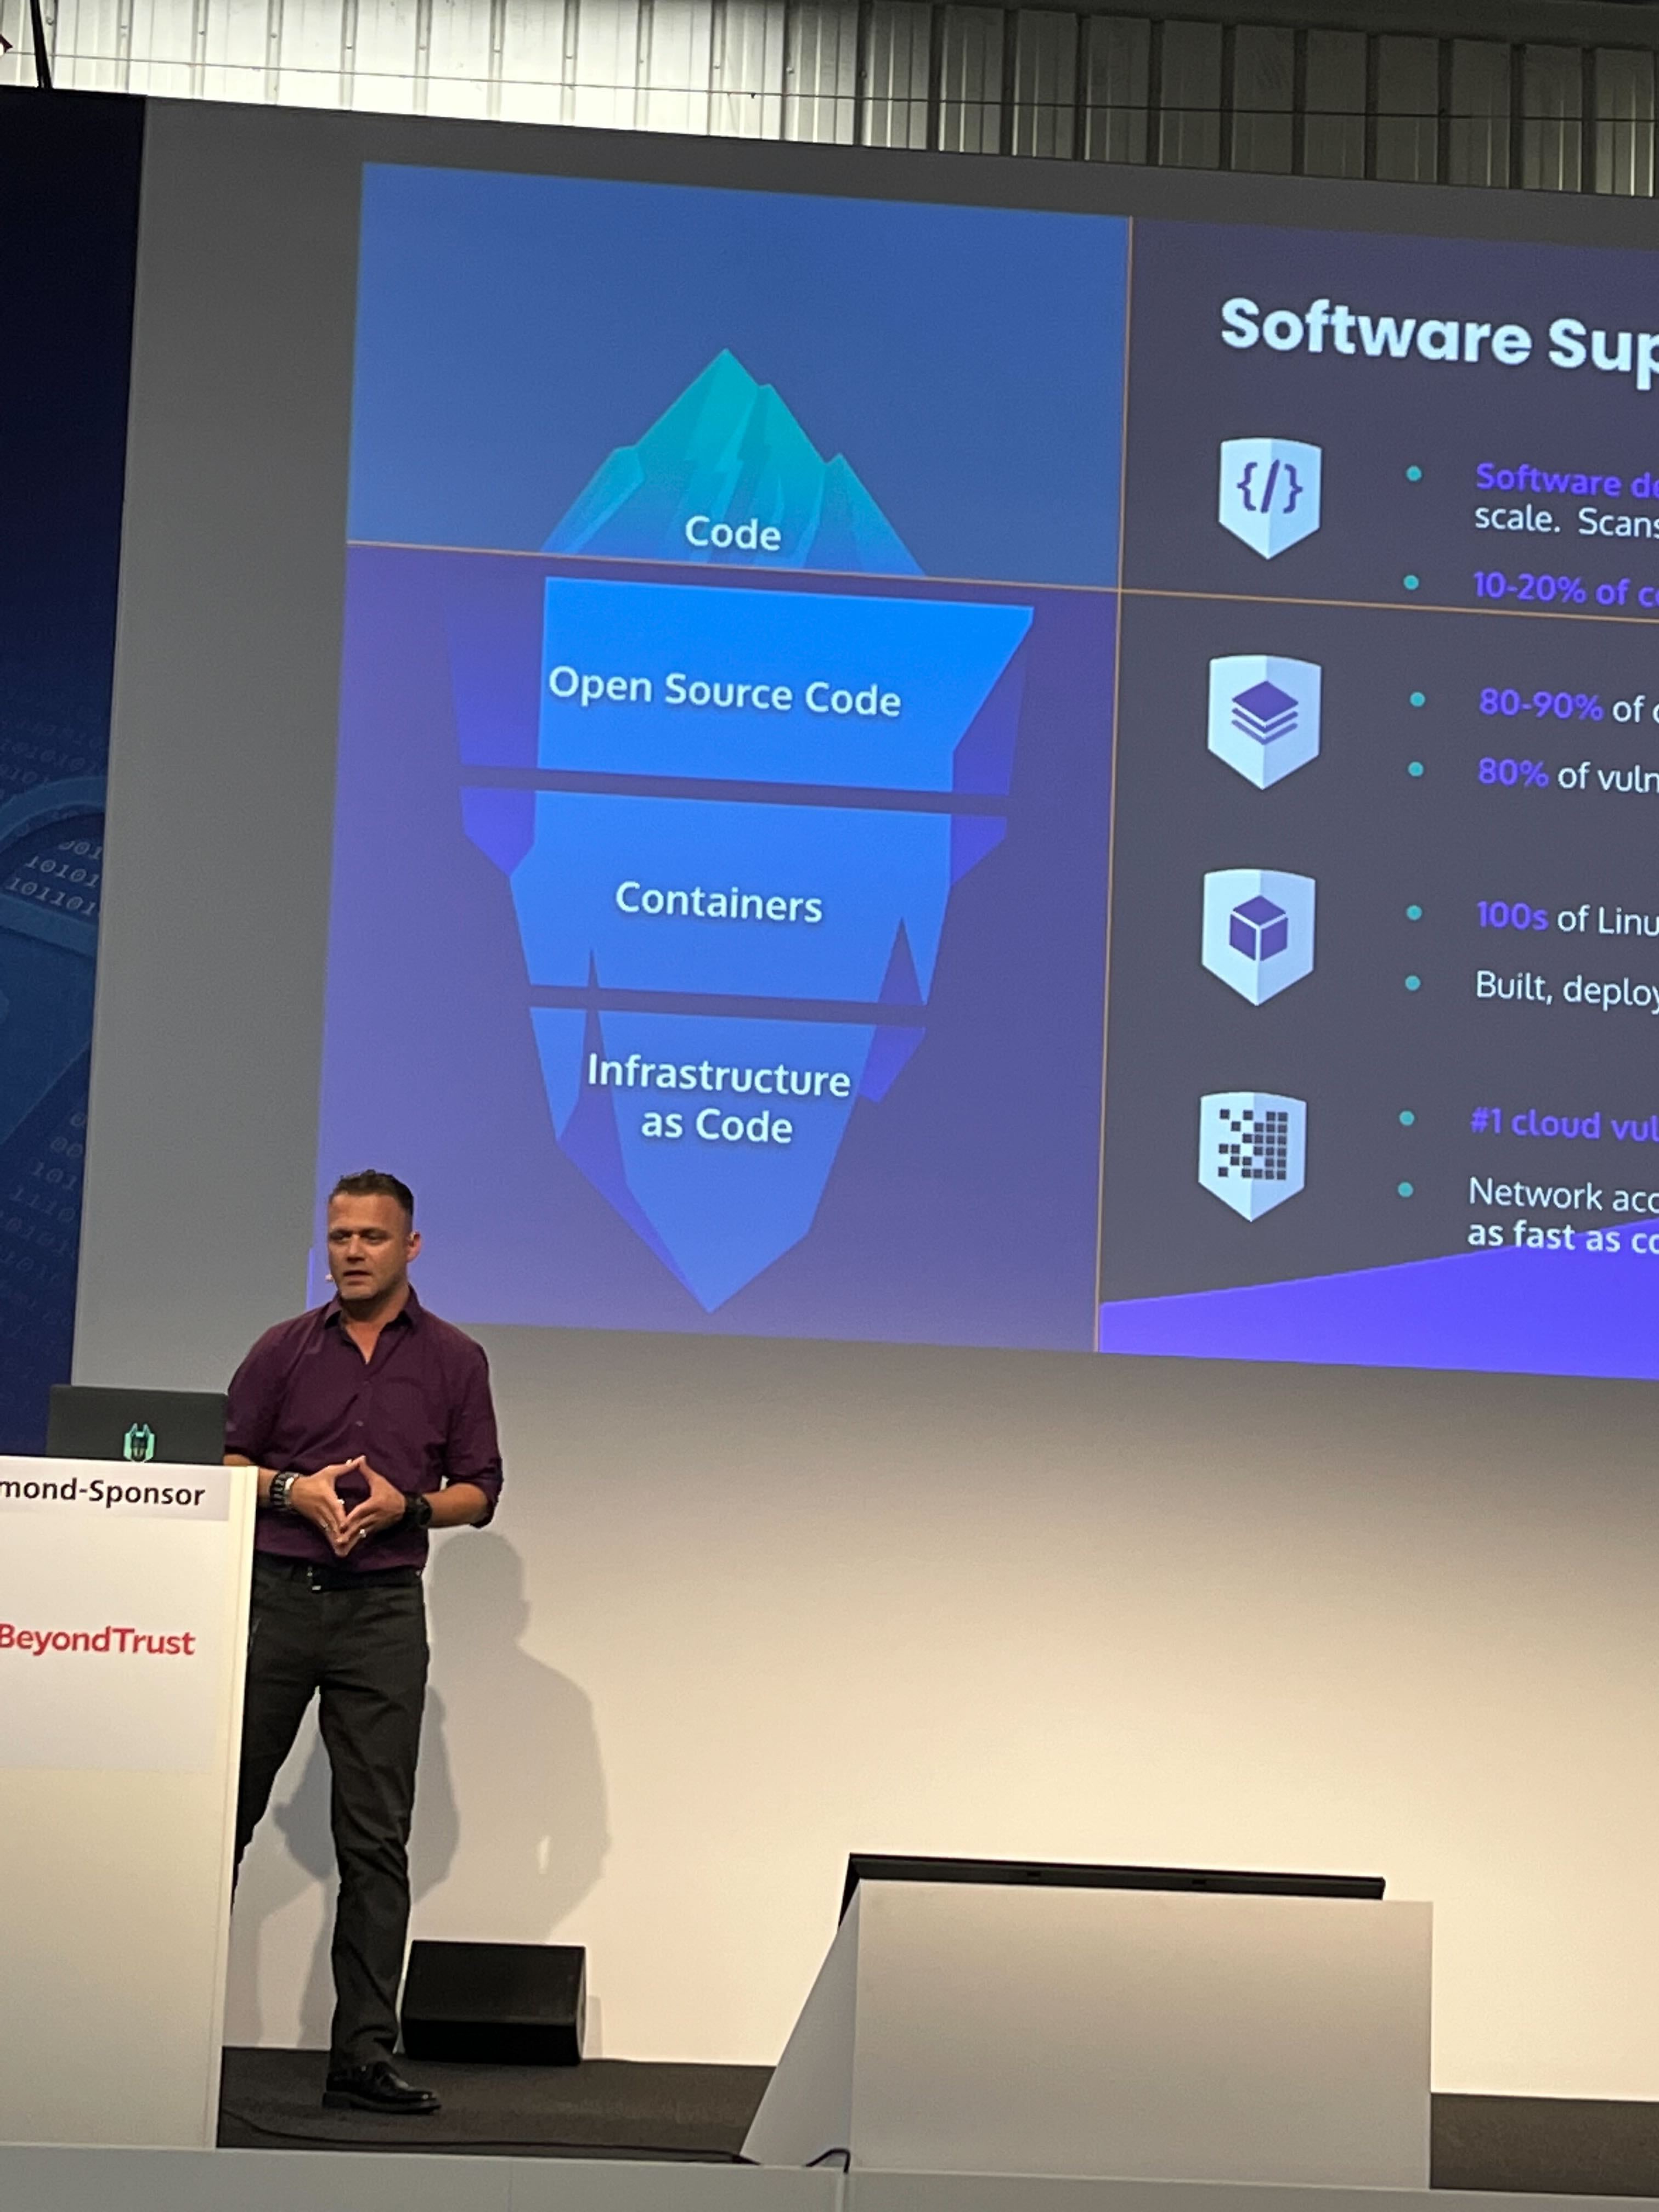 Code
Open Source Code
Containers
Infrastructure
as Code
Software Sup
Software de
scale. Scans
10-20% of co
80-90% of
80% of vuln
100s of Linu
Built, deploy
#1 cloud vul
Network acc
as fast as co
mond-Sponsor
BeyondTrust